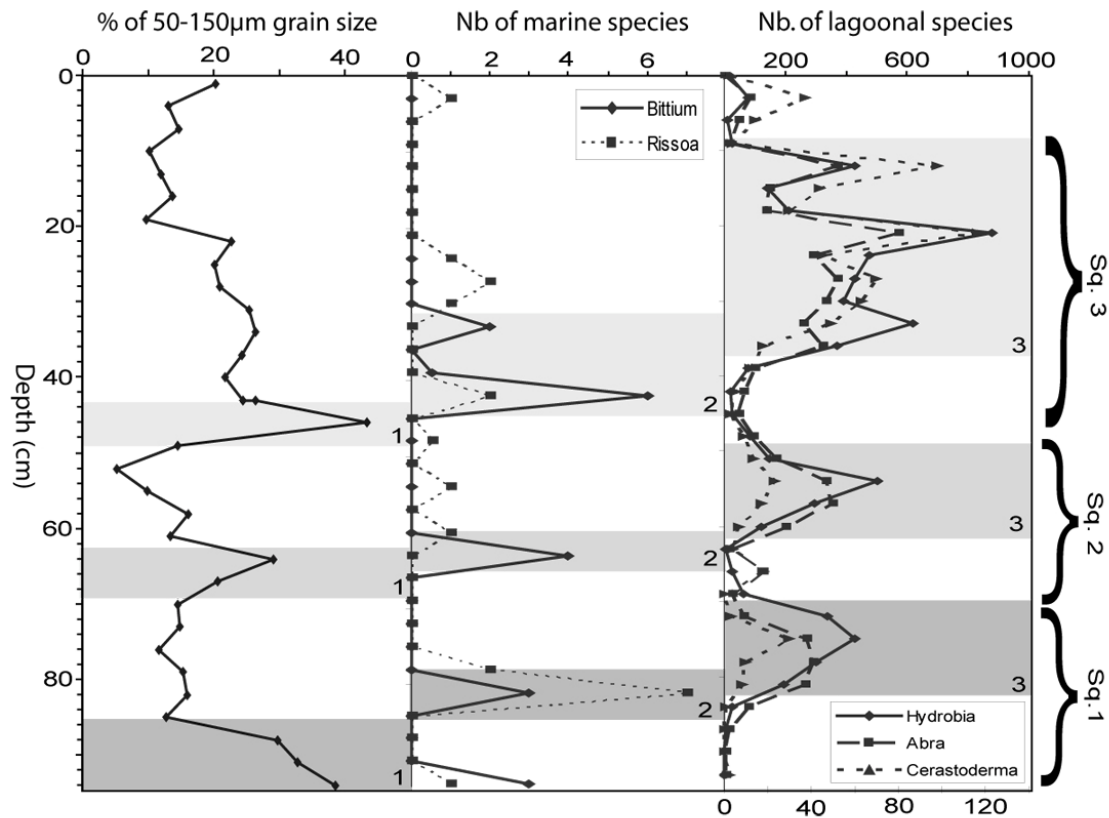 % of 50-150µm grain size
Nb of marine species
Nb. of lagoonal species
0 20 40
0 2 4 6
200 600 1000
Depth (cm)
0
20
40
60
80
1
1
1
Bittium
Rissoa
2
2
2
3
3
3
Hydrobia
Abra
Cerastoderma
0 40 80 120
Sq. 3
Sq. 2
Sq.1